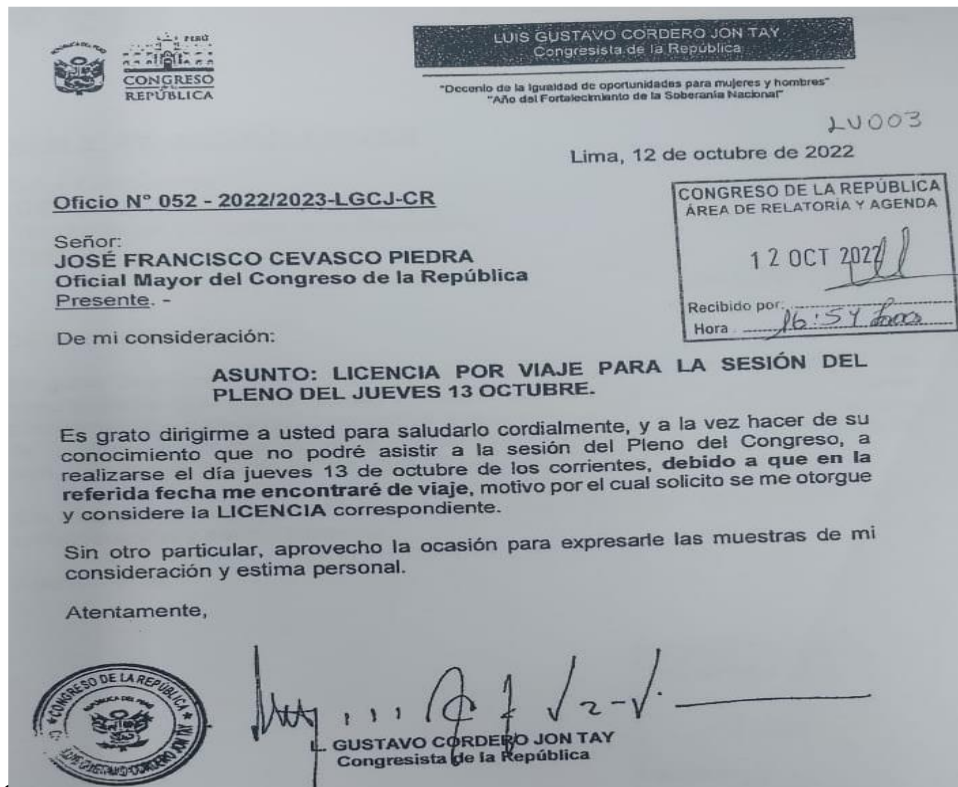 PERÚ
CONGRESO
REPÚBLICA
LUIS GUSTAVO CORDERO JON TAY
Congresista de la República
"Decenio de la Igualdad de oportunidades para mujeres y hombres"
"Año del Fortalecimiento de la Soberanía Nacional"
Lima, 12 de octubre de 2022
CONGRESO DE LA REPÚBLICA
ÁREA DE RELATORÍA Y AGENDA
12 OCT 2022
Recibido por:
Hora 16:54
Oficio N° 052 - 2022/2023-LGCJ-CR
Señor:
JOSÉ FRANCISCO CEVASCO PIEDRA
Oficial Mayor del Congreso de la República
Presente. -
De mi consideración:
ASUNTO: LICENCIA POR VIAJE PARA LA SESIÓN DEL
PLENO DEL JUEVES 13 OCTUBRE.
Es grato dirigirme a usted para saludarlo cordialmente, y a la vez hacer de su
conocimiento que no podré asistir a la sesión del Pleno del Congreso, a
realizarse el día jueves 13 de octubre de los corrientes, debido a que en la
referida fecha me encontraré de viaje, motivo por el cual solicito se me otorgue
y considere la LICENCIA correspondiente.
Sin otro particular, aprovecho la ocasión para expresarle las muestras de mi
consideración y estima personal.
Atentamente,
CONGRESO DE LA REPÚBLICA
L. GUSTAVO CORDERO JON TAY
Congresista de la República